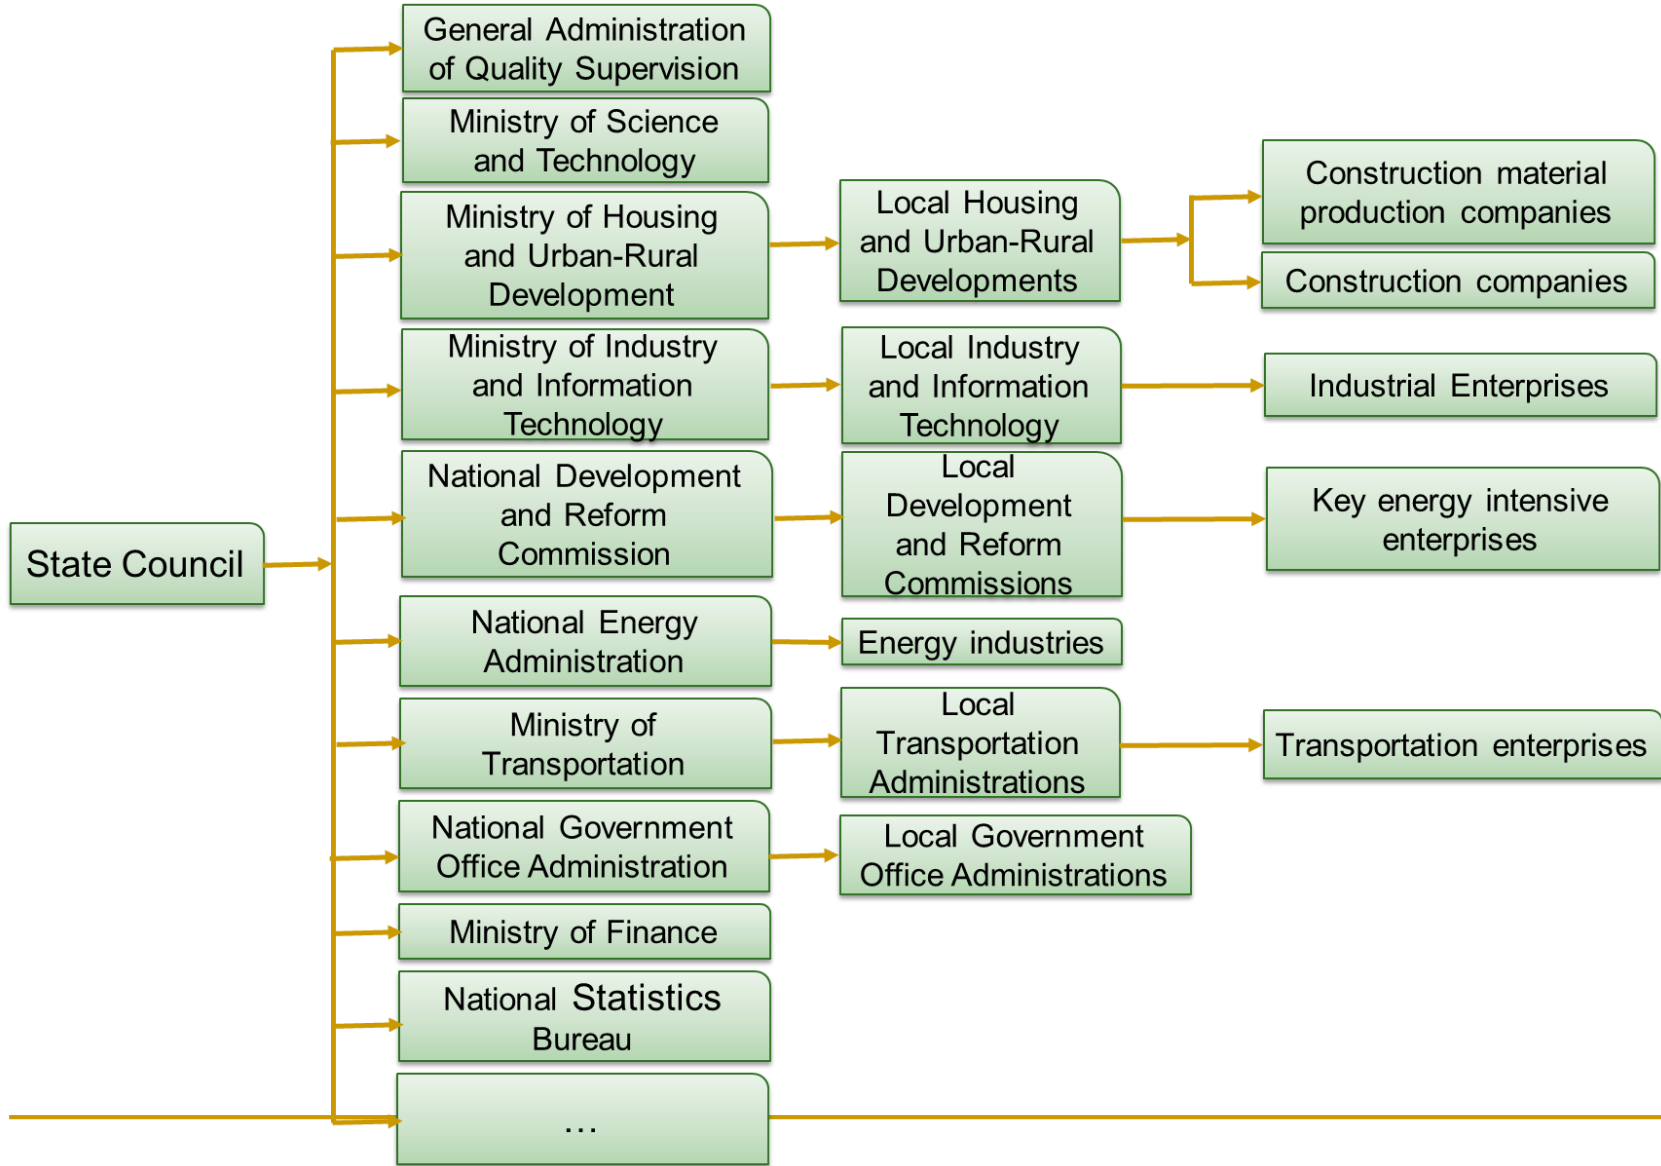 General Administration
of Quality Supervision
Ministry of Science
and Technology
Ministry of Housing
and Urban-Rural
Development
Local Housing
and Urban-Rural
Developments
Construction material
production companies
Construction companies
Ministry of Industry
and Information
Technology
Local Industry
and Information
Technology
Industrial Enterprises
State Council
National Development
and Reform
Commission
Local
Development
and Reform
Commissions
Key energy intensive
enterprises
National Energy
Administration
Energy industries
Ministry of
Transportation
Local
Transportation
Administrations
Transportation enterprises
National Government
Office Administration
Local Government
Office Administrations
Ministry of Finance
National Statistics
Bureau
...